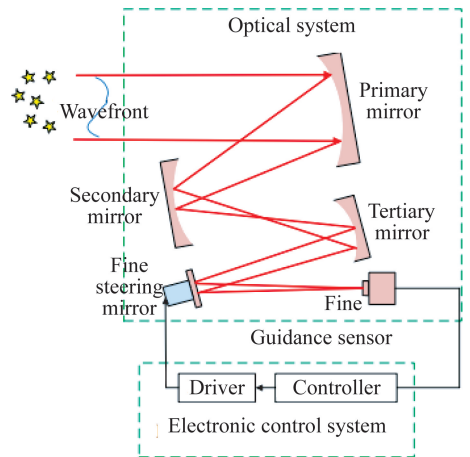 Optical system
Wavefront
Primary
mirror
Secondary
mirror
Tertiary
mirror
Fine
steering
mirror
Fine
Guidance sensor
Driver
Controller
Electronic control system